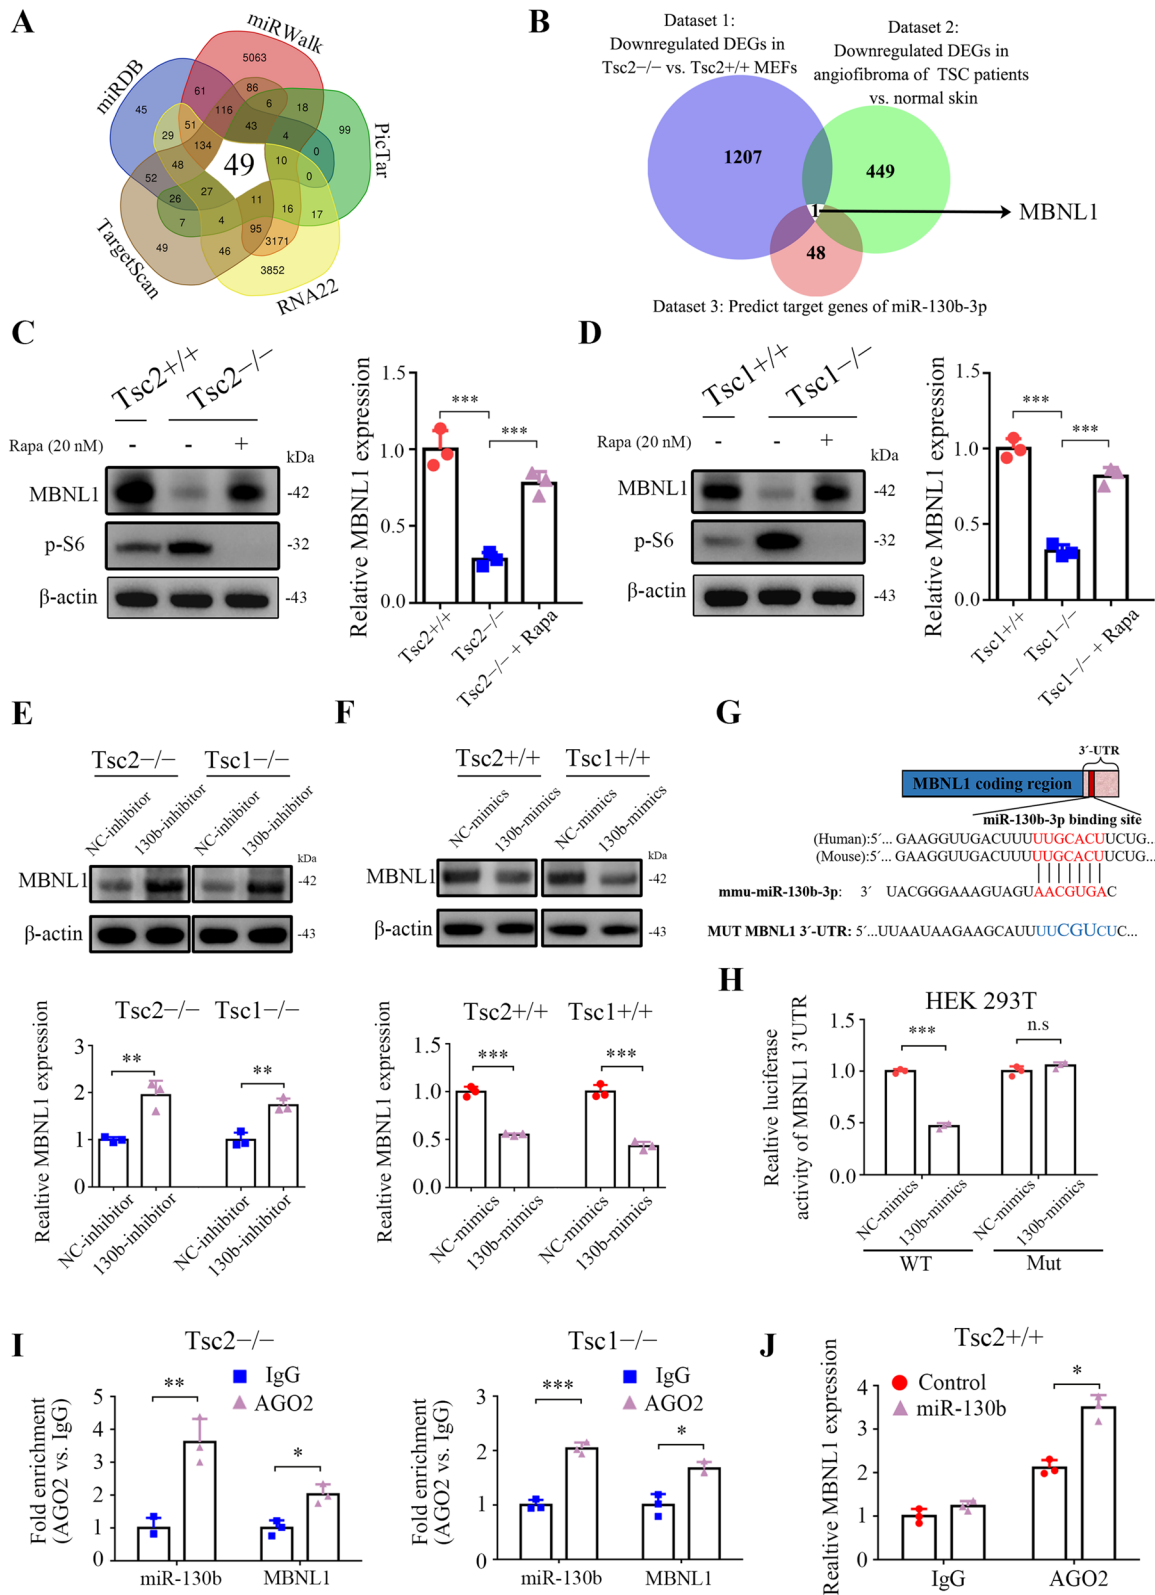 A
miRWalk
miRDB
PicTar
TargetScan
RNA22
5063
45
61
86
6
18
99
116
43
4
0
29
51
134
49
10
0
48
52
27
26
11
16
17
7
4
95
3171
49
46
3852
B
Dataset 1:
Downregulated DEGs in
Tsc2−/− vs. Tsc2+/+ MEFs
Dataset 2:
Downregulated DEGs in
angiofibroma of TSC patients
vs. normal skin
1207
449
1
MBNL1
48
Dataset 3: Predict target genes of miR-130b-3p
C
Tsc2+/+
Tsc2−/−
Rapa (20 nM)
- - +
kDa
MBNL1
-42
p-S6
-32
β-actin
-43
Relative MBNL1 expression
1.5
1.0
0.5
0.0
***
***
Tsc2+/+
Tsc2−/−
Tsc2−/− + Rapa
D
Tsc1+/+
Tsc1−/−
Rapa (20 nM)
- - +
kDa
MBNL1
-42
p-S6
-32
β-actin
-43
Relative MBNL1 expression
1.5
1.0
0.5
0.0
***
***
Tsc1+/+
Tsc1−/−
Tsc1−/− + Rapa
E
Tsc2−/− Tsc1−/−
NC-inhibitor
130b-inhibitor
NC-inhibitor
130b-inhibitor
kDa
MBNL1
-42
β-actin
-43
Tsc2−/− Tsc1−/−
Realtive MBNL1 expression
3
2
1
0
**
**
NC-inhibitor
130b-inhibitor
NC-inhibitor
130b-inhibitor
F
Tsc2+/+ Tsc1+/+
NC-mimics
130b-mimics
NC-mimics
130b-mimics
kDa
MBNL1
-42
β-actin
-43
Tsc2+/+ Tsc1+/+
Realtive MBNL1 expression
1.5
1.0
0.5
0.0
***
***
NC-mimics
130b-mimics
NC-mimics
130b-mimics
G
3´-UTR
MBNL1 coding region
miR-130b-3p binding site
(Human):5´... GAAGGUUGACUUUUUGCACUUUCUG...
(Mouse):5´... GAAGGUUGACUUUUUGCACUUUCUG...
mmu-miR-130b-3p: 3´ UACGGGAAAGUAGUAACGUGAC
MUT MBNL1 3´-UTR: 5´...UUAAUAAGAAGCAUUUUUCGUCUC...
H
HEK 293T
Realtive luciferase
activity of MBNL1 3'UTR
1.5
1.0
0.5
0.0
***
n.s
NC-mimics
130b-mimics
NC-mimics
130b-mimics
WT
Mut
I
Tsc2−/−
IgG
AGO2
Fold enrichment
(AGO2 vs. IgG)
5
4
3
2
1
0
**
*
miR-130b
MBNL1
Tsc1−/−
IgG
AGO2
Fold enrichment
(AGO2 vs. IgG)
3
2
1
0
***
*
miR-130b
MBNL1
J
Tsc2+/+
Control
miR-130b
Realtive MBNL1 expression
4
3
2
1
0
*
IgG
AGO2